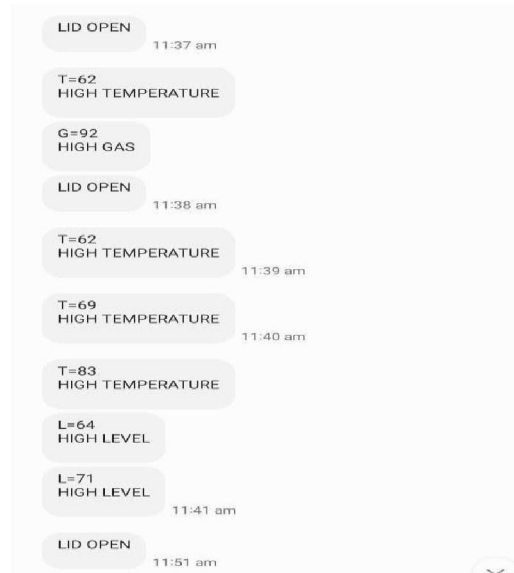 LID OPEN
11:37 am
T=62
HIGH TEMPERATURE
G=92
HIGH GAS
LID OPEN
11:38 am
T=62
HIGH TEMPERATURE
11:39 am
T=69
HIGH TEMPERATURE
11:40 am
T=83
HIGH TEMPERATURE
L=64
HIGH LEVEL
L=71
HIGH LEVEL
11:41 am
LID OPEN
11:51 am